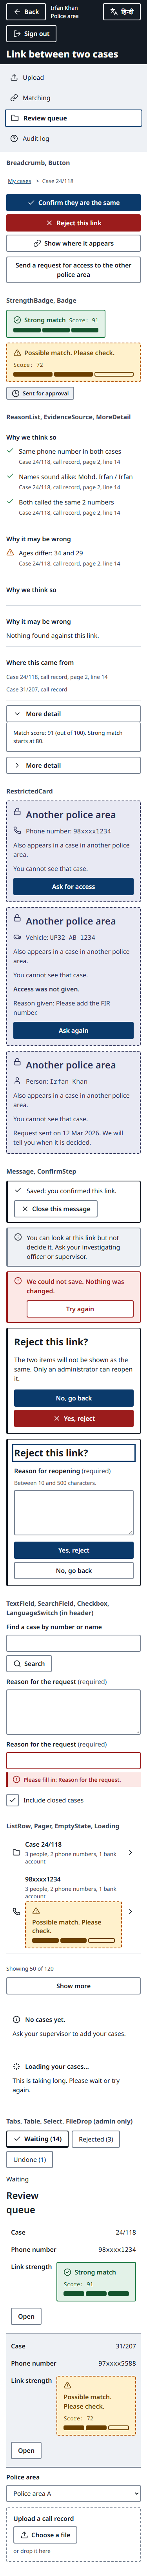 Back
Irfan Khan
Police area
हिन्दी
Sign out
Link between two cases
Upload
Matching
Review queue
Audit log
Breadcrumb, Button
My cases > Case 24/118
Confirm they are the same
Reject this link
Show where it appears
Send a request for access to the other
police area
StrengthBadge, Badge
Strong match Score: 91
Possible match. Please check.
Score: 72
Sent for approval
ReasonList, EvidenceSource, MoreDetail
Why we think so
Same phone number in both cases
Case 24/118, call record, page 2, line 14
Names sound alike: Mohd. Irfan / Irfan
Case 24/118, call record, page 2, line 14
Both called the same 2 numbers
Case 24/118, call record, page 2, line 14
Why it may be wrong
Ages differ: 34 and 29
Case 24/118, call record, page 2, line 14
Why we think so
Why it may be wrong
Nothing found against this link.
Where this came from
Case 24/118, call record, page 2, line 14
Case 31/207, call record
More detail
Match score: 91 (out of 100). Strong match
starts at 80.
More detail
RestrictedCard
Another police area
Phone number: 98xxxx1234
Also appears in a case in another police
area.
You cannot see that case.
Ask for access
Another police area
Vehicle: UP32 AB 1234
Also appears in a case in another police
area.
You cannot see that case.
Access was not given.
Reason given: Please add the FIR
number.
Ask again
Another police area
Person: Irfan Khan
Also appears in a case in another police
area.
You cannot see that case.
Request sent on 12 Mar 2026. We will
tell you when it is decided.
Message, ConfirmStep
Saved: you confirmed this link.
Close this message
You can look at this link but not
decide it. Ask your investigating
officer or supervisor.
We could not save. Nothing was
changed.
Try again
Reject this link?
The two items will not be shown as the
same. Only an administrator can reopen
it.
No, go back
Yes, reject
Reject this link?
Reason for reopening (required)
Between 10 and 500 characters.
Yes, reject
No, go back
TextField, SearchField, Checkbox,
LanguageSwitch (in header)
Find a case by number or name
Search
Reason for the request (required)
Reason for the request (required)
Please fill in: Reason for the request.
Include closed cases
ListRow, Pager, EmptyState, Loading
Case 24/118
3 people, 2 phone numbers, 1 bank
account
98xxxx1234
3 people, 2 phone numbers, 1 bank
account
Possible match. Please
check.
Showing 50 of 120
Show more
No cases yet.
Ask your supervisor to add your cases.
Loading your cases...
This is taking long. Please wait or try
again.
Tabs, Table, Select, FileDrop (admin only)
Waiting (14)
Rejected (3)
Undone (1)
Waiting
Review
queue
Case 24/118
Phone number 98xxxx1234
Link strength
Strong match
Score: 91
Open
Case 31/207
Phone number 97xxxx5588
Link strength
Possible match.
Please check.
Score: 72
Open
Police area
Police area A
Upload a call record
Choose a file
or drop it here